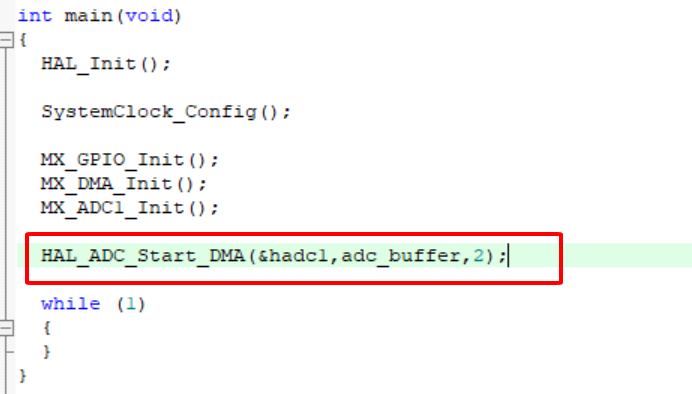 int main(void)
{
HAL_Init();
SystemClock_Config();
MX_GPIO_Init();
MX_DMA_Init();
MX_ADC1_Init();
HAL_ADC_Start_DMA(&hadc1,adc_buffer,2);
while (1)
{
}
}